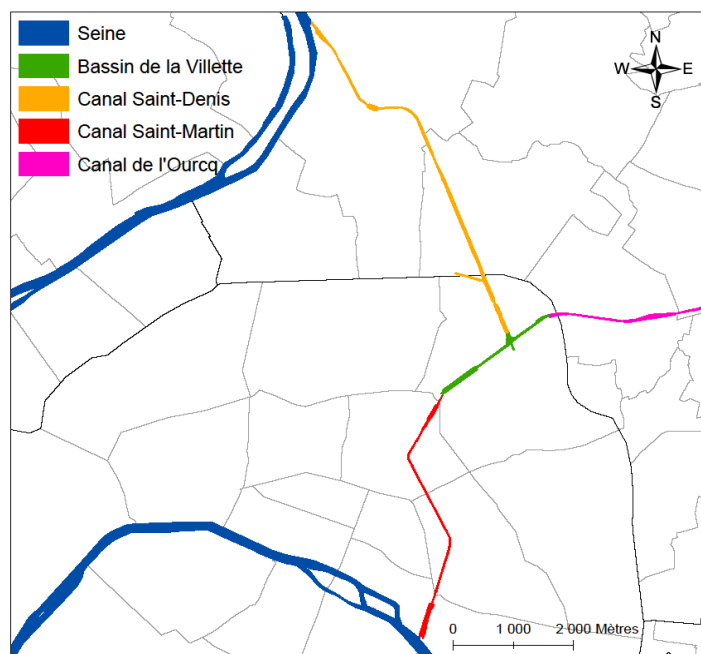 Seine
Bassin de la Villette
Canal Saint-Denis
Canal Saint-Martin
Canal de l'Ourcq
N
W E
S
0 1 000 2 000 Mètres